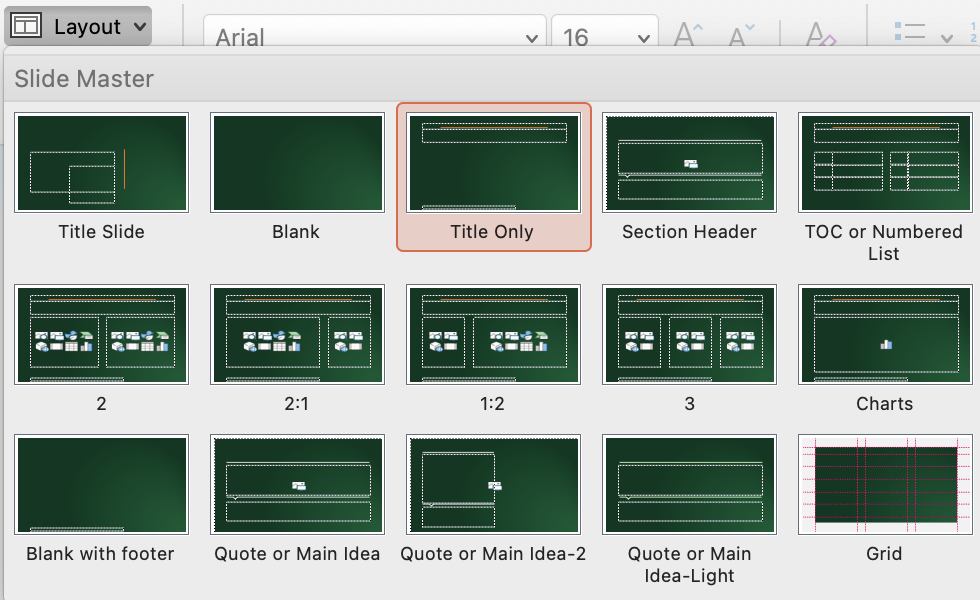 Layout
Arial
16
A A A
1
2
Slide Master
Title Slide
Blank
Title Only
Section Header
TOC or Numbered
List
2
2:1
1:2
3
Charts
Blank with footer
Quote or Main Idea
Quote or Main Idea-2
Quote or Main
Idea-Light
Grid